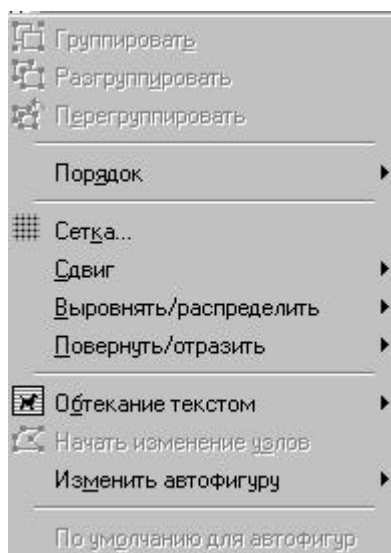 Группировать
Разгруппировать
Перегруппировать
Порядок
Сетка...
Сдвиг
Выровнять/распределить
Повернуть/отразить
Обтекание текстом
Начать изменение узлов
Изменить автофигуру
По умолчанию для автофигур